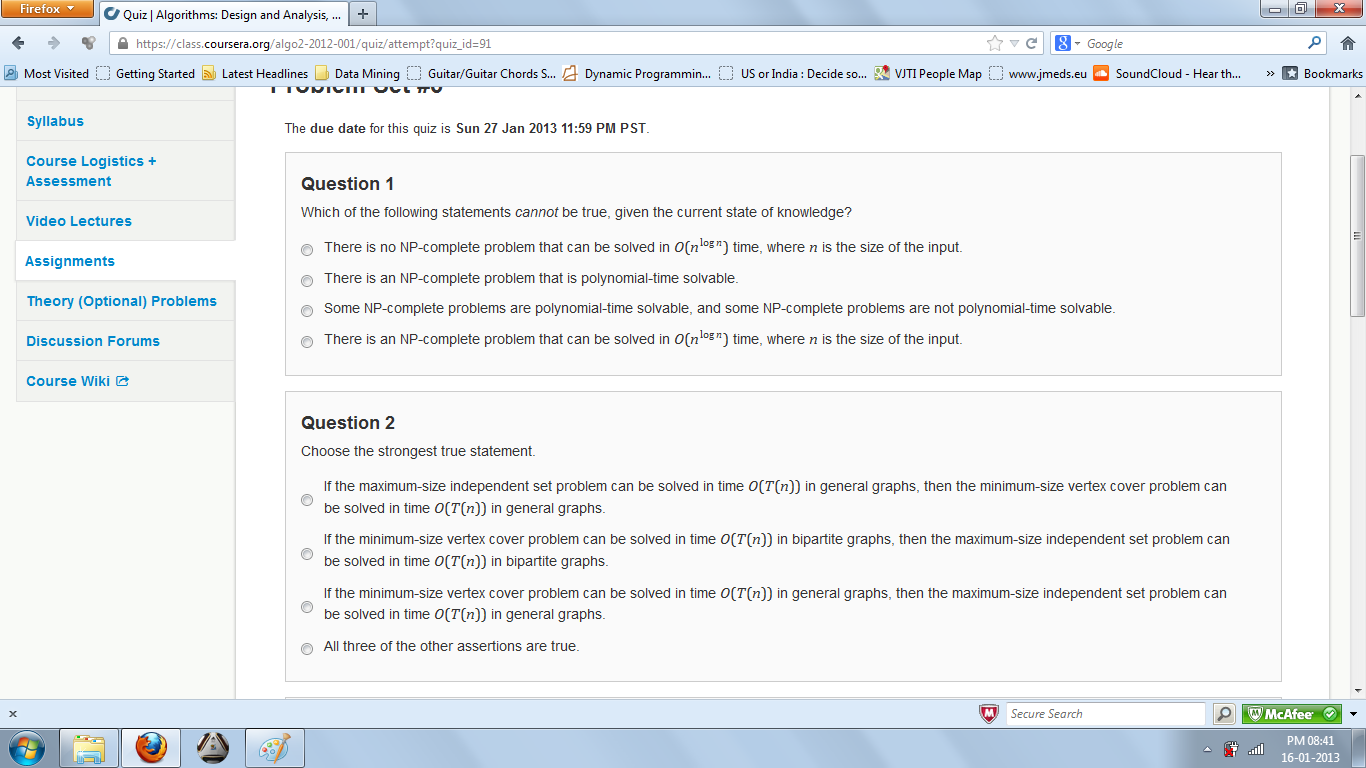 Firefox
Quiz | Algorithms: Design and Analysis, ...
https://class.coursera.org/algo2-2012-001/quiz/attempt?quiz_id=91
Google
Most Visited Getting Started Latest Headlines Data Mining Guitar/Guitar Chords S... Dynamic Programmin... US or India : Decide so... VJTI People Map www.jmeds.eu SoundCloud - Hear th... » Bookmarks
Syllabus
Course Logistics +
Assessment
Video Lectures
Assignments
Theory (Optional) Problems
Discussion Forums
Course Wiki
Problem Set #6
The due date for this quiz is Sun 27 Jan 2013 11:59 PM PST.
Question 1
Which of the following statements cannot be true, given the current state of knowledge?
There is no NP-complete problem that can be solved in O(n^{log n}) time, where n is the size of the input.
There is an NP-complete problem that is polynomial-time solvable.
Some NP-complete problems are polynomial-time solvable, and some NP-complete problems are not polynomial-time solvable.
There is an NP-complete problem that can be solved in O(n^{log n}) time, where n is the size of the input.
Question 2
Choose the strongest true statement.
If the maximum-size independent set problem can be solved in time O(T(n)) in general graphs, then the minimum-size vertex cover problem can
be solved in time O(T(n)) in general graphs.
If the minimum-size vertex cover problem can be solved in time O(T(n)) in bipartite graphs, then the maximum-size independent set problem can
be solved in time O(T(n)) in bipartite graphs.
If the minimum-size vertex cover problem can be solved in time O(T(n)) in general graphs, then the maximum-size independent set problem can
be solved in time O(T(n)) in general graphs.
All three of the other assertions are true.
x
Secure Search
McAfee
PM 08:41
16-01-2013